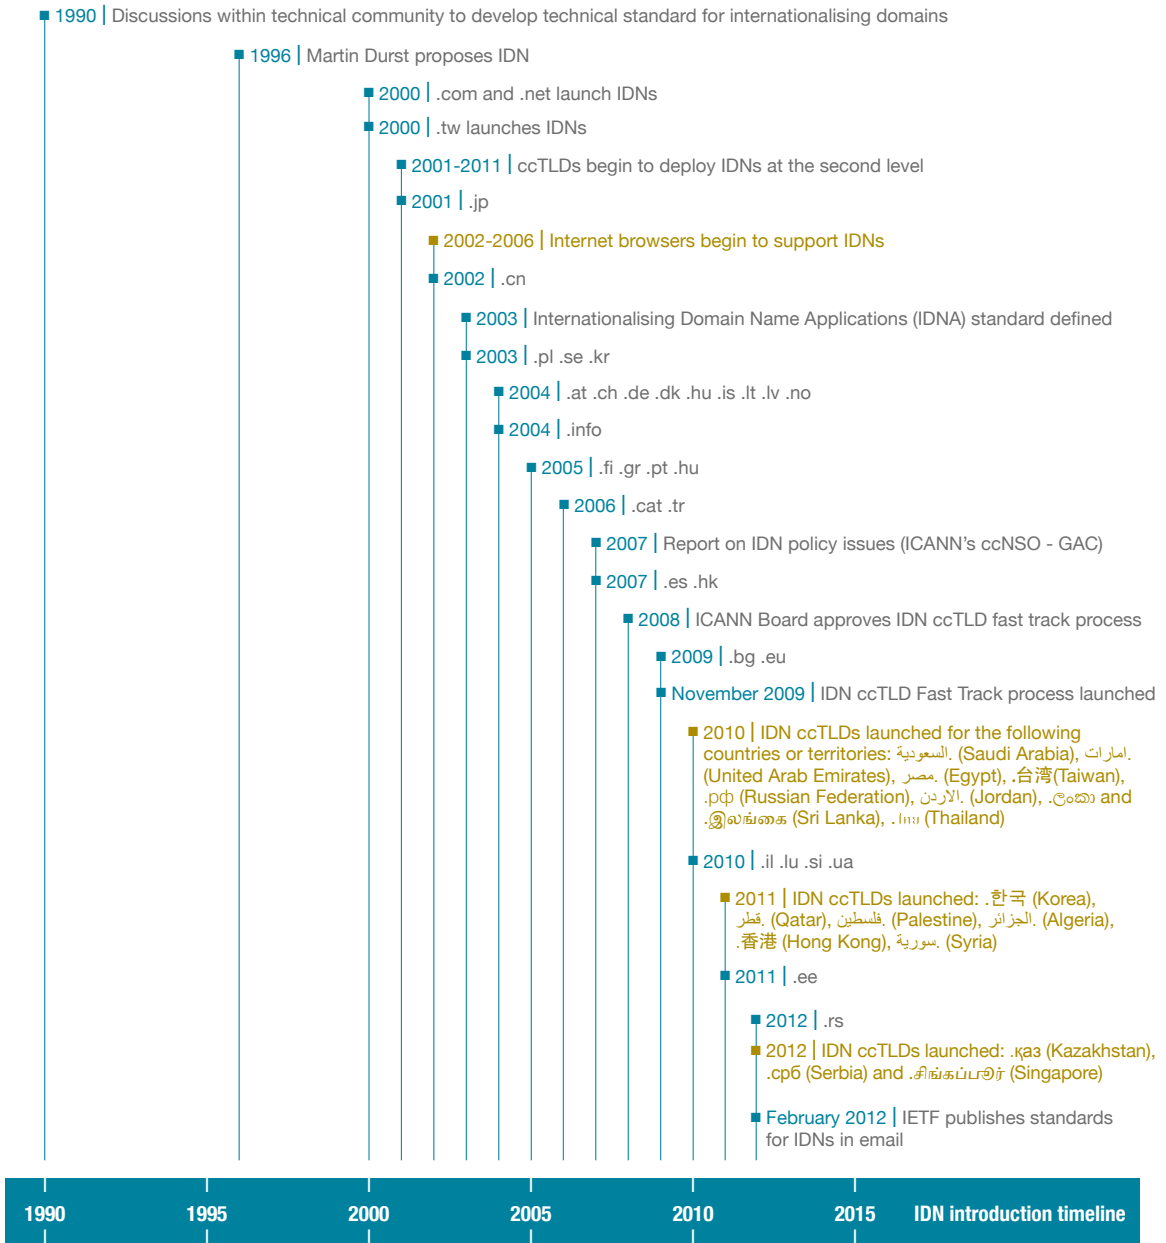 1990 | Discussions within technical community to develop technical standard for internationalising domains
1996 | Martin Durst proposes IDN
2000 | .com and .net launch IDNs
2000 | .tw launches IDNs
2001-2011 | ccTLDs begin to deploy IDNs at the second level
2001 | .jp
2002-2006 | Internet browsers begin to support IDNs
2002 | .cn
2003 | Internationalising Domain Name Applications (IDNA) standard defined
2003 | .pl .se .kr
2004 | .at .ch .de .dk .hu .is .lt .lv .no
2004 | .info
2005 | .fi .gr .pt .hu
2006 | .cat .tr
2007 | Report on IDN policy issues (ICANN's ccNSO - GAC)
2007 | .es .hk
2008 | ICANN Board approves IDN ccTLD fast track process
2009 | .bg .eu
November 2009 | IDN ccTLD Fast Track process launched
2010 | IDN ccTLDs launched for the following
countries or territories: السعودية. (Saudi Arabia), امارات.
(United Arab Emirates), مصر. (Egypt), .台湾(Taiwan),
.рф (Russian Federation), الاردن. (Jordan), .ලංකා and
.இலங்கை (Sri Lanka), .ไทย (Thailand)
2010 | .il .lu .si .ua
2011 | IDN ccTLDs launched: .한국 (Korea),
قطر. (Qatar), فلسطين. (Palestine), الجزائر. (Algeria),
.香港 (Hong Kong), سورية. (Syria)
2011 | .ee
2012 | .rs
2012 | IDN ccTLDs launched: .қаз (Kazakhstan),
.срб (Serbia) and .சிங்கப்பூர் (Singapore)
February 2012 | IETF publishes standards
for IDNs in email
1990 1995 2000 2005 2010 2015 IDN introduction timeline